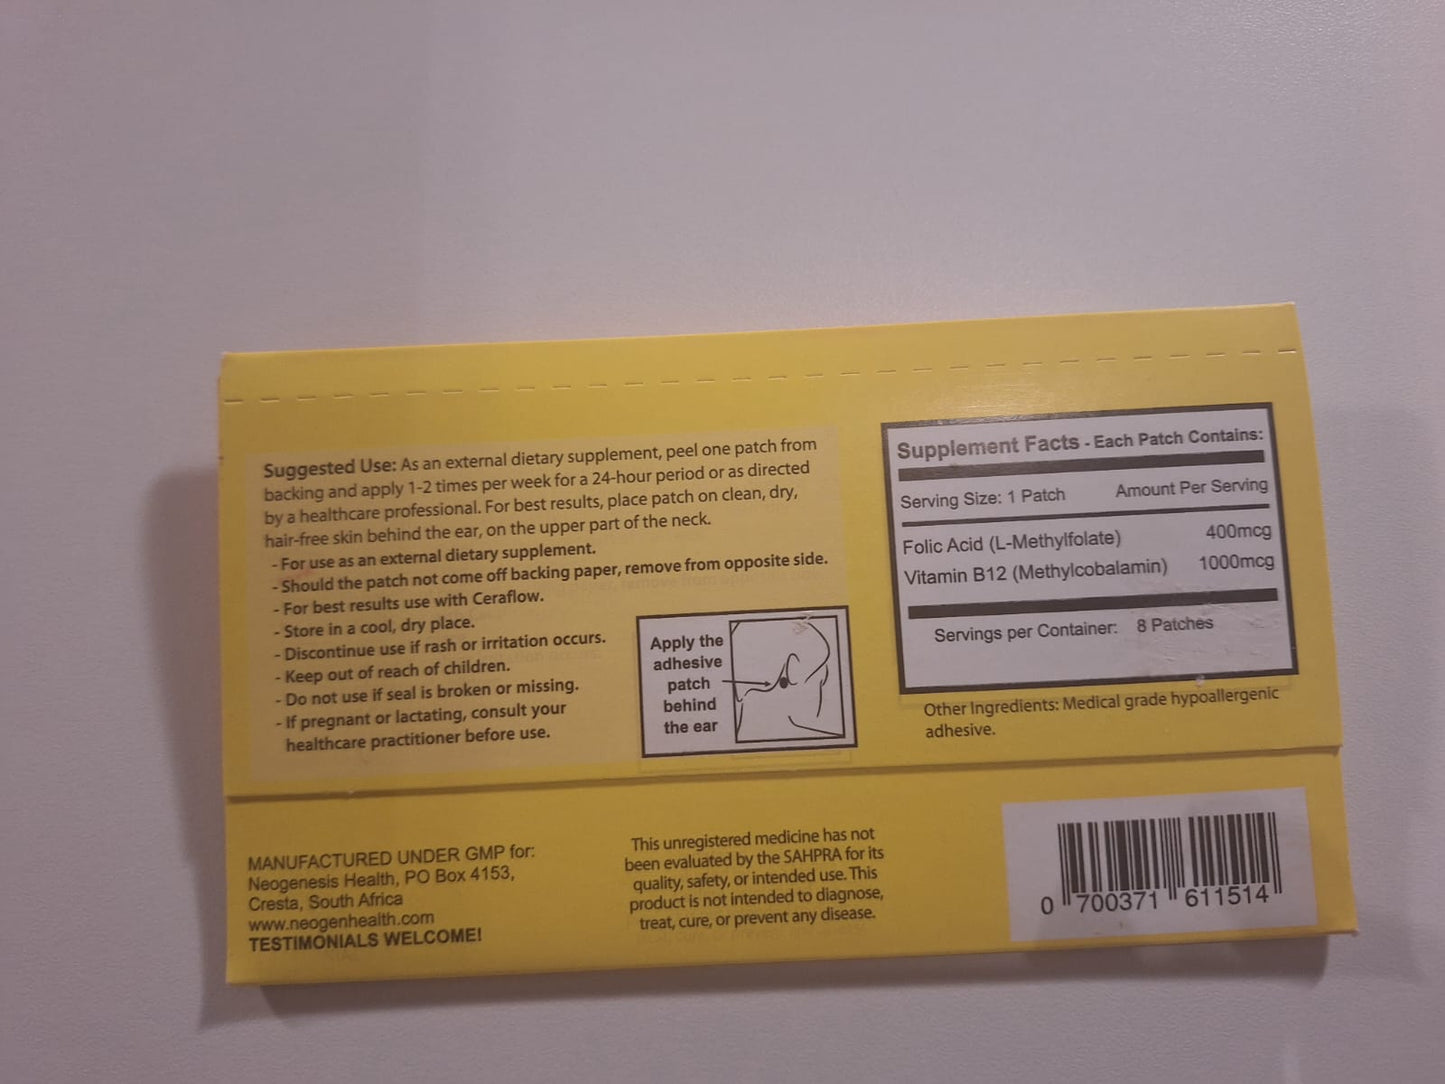 Suggested Use: As an external dietary supplement, peel one patch from
backing and apply 1-2 times per week for a 24-hour period or as directed
by a healthcare professional. For best results, place patch on clean, dry,
hair-free skin behind the ear, on the upper part of the neck.
- For use as an external dietary supplement.
- Should the patch not come off backing paper, remove from opposite side.
- For best results use with Ceraflow.
- Store in a cool, dry place.
- Discontinue use if rash or irritation occurs.
- Keep out of reach of children.
- Do not use if seal is broken or missing.
- If pregnant or lactating, consult your
healthcare practitioner before use.
Apply the
adhesive
patch
behind
the ear
Supplement Facts - Each Patch Contains:
Serving Size: 1 Patch Amount Per Serving
Folic Acid (L-Methylfolate) 400mcg
Vitamin B12 (Methylcobalamin) 1000mcg
Servings per Container: 8 Patches
Other Ingredients: Medical grade hypoallergenic
adhesive.
MANUFACTURED UNDER GMP for:
Neogenesis Health, PO Box 4153,
Cresta, South Africa
www.neogenhealth.com
TESTIMONIALS WELCOME!
This unregistered medicine has not
been evaluated by the SAHPRA for its
quality, safety, or intended use. This
product is not intended to diagnose,
treat, cure, or prevent any disease.
0 700371 611514